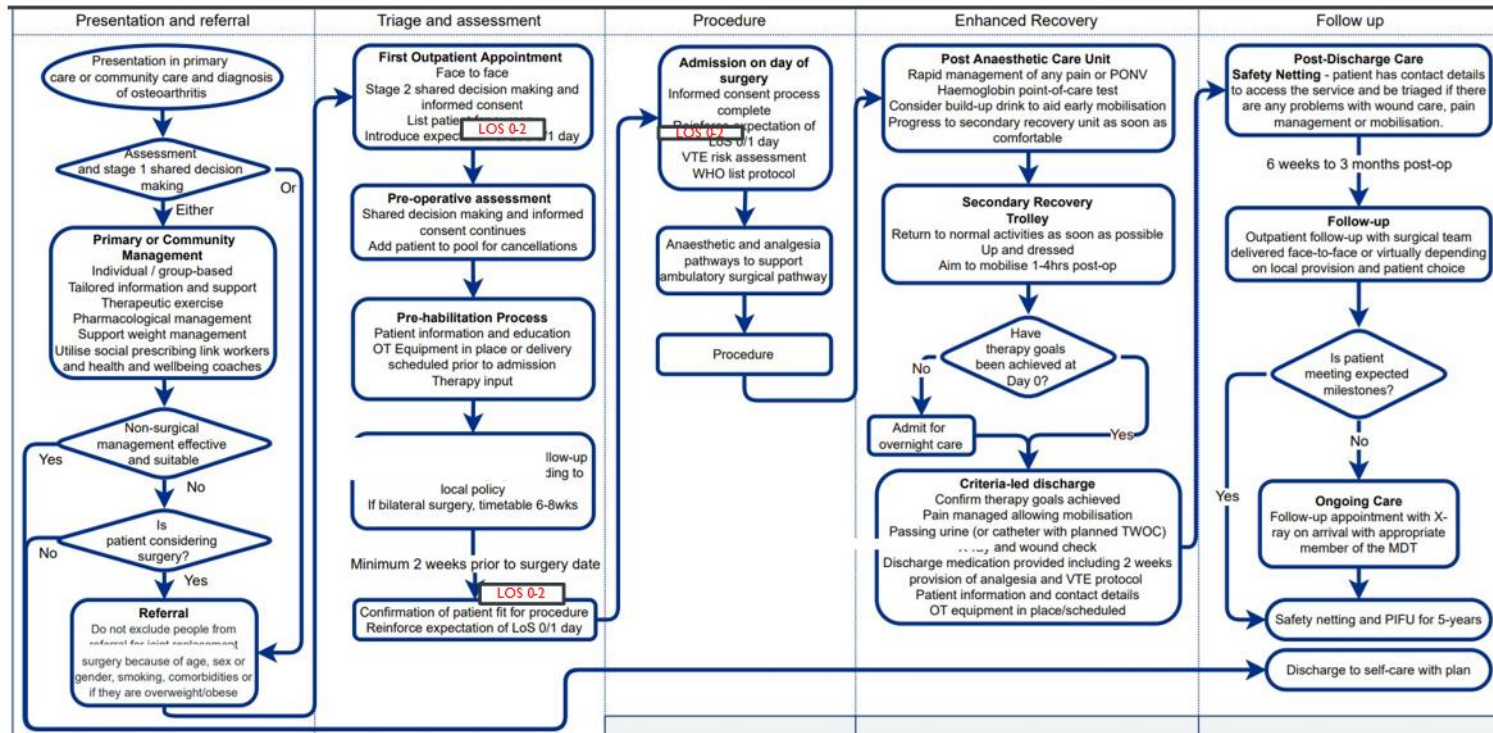 Presentation and referral
Presentation in primary
care or community care and diagnosis
of osteoarthritis
Assessment
and stage 1 shared decision
making
Or
Either
Primary or Community
Management
Individual / group-based
Tailored information and support
Therapeutic exercise
Pharmacological management
Support weight management
Utilise social prescribing link workers
and health and wellbeing coaches
Non-surgical
management effective
and suitable
Yes
No
Is
patient considering
surgery?
No
Yes
Referral
Do not exclude people from
referral for joint replacement
surgery because of age, sex or
gender, smoking, comorbidities or
if they are overweight/obese
Triage and assessment
First Outpatient Appointment
Face to face
Stage 2 shared decision making and
informed consent
List patient
LOS 0-2
Introduce /1 day
Pre-operative assessment
Shared decision making and informed
consent continues
Add patient to pool for cancellations
Pre-habilitation Process
Patient information and education
OT Equipment in place or delivery
scheduled prior to admission
Therapy input
llow-up
ding to
local policy
If bilateral surgery, timetable 6-8wks
Minimum 2 weeks prior to surgery date
LOS 0-2
Confirmation of patient fit for procedure
Reinforce expectation of LoS 0/1 day
Procedure
Admission on day of
surgery
Informed consent process
complete
Reinforce expectation of
LOS 0-2
LoS 0/1 day
VTE risk assessment
WHO list protocol
Anaesthetic and analgesia
pathways to support
ambulatory surgical pathway
Procedure
Enhanced Recovery
Post Anaesthetic Care Unit
Rapid management of any pain or PONV
Haemoglobin point-of-care test
Consider build-up drink to aid early mobilisation
Progress to secondary recovery unit as soon as
comfortable
Secondary Recovery
Trolley
Return to normal activities as soon as possible
Up and dressed
Aim to mobilise 1-4hrs post-op
Have
therapy goals
been achieved at
Day 0?
No
Yes
Admit for
overnight care
Criteria-led discharge
Confirm therapy goals achieved
Pain managed allowing mobilisation
Passing urine (or catheter with planned TWOC)
X-ray and wound check
Discharge medication provided including 2 weeks
provision of analgesia and VTE protocol
Patient information and contact details
OT equipment in place/scheduled
Follow up
Post-Discharge Care
Safety Netting - patient has contact details
to access the service and be triaged if there
are any problems with wound care, pain
management or mobilisation.
6 weeks to 3 months post-op
Follow-up
Outpatient follow-up with surgical team
delivered face-to-face or virtually depending
on local provision and patient choice
Is patient
meeting expected
milestones?
No
Yes
Ongoing Care
Follow-up appointment with X-
ray on arrival with appropriate
member of the MDT
Safety netting and PIFU for 5-years
Discharge to self-care with plan